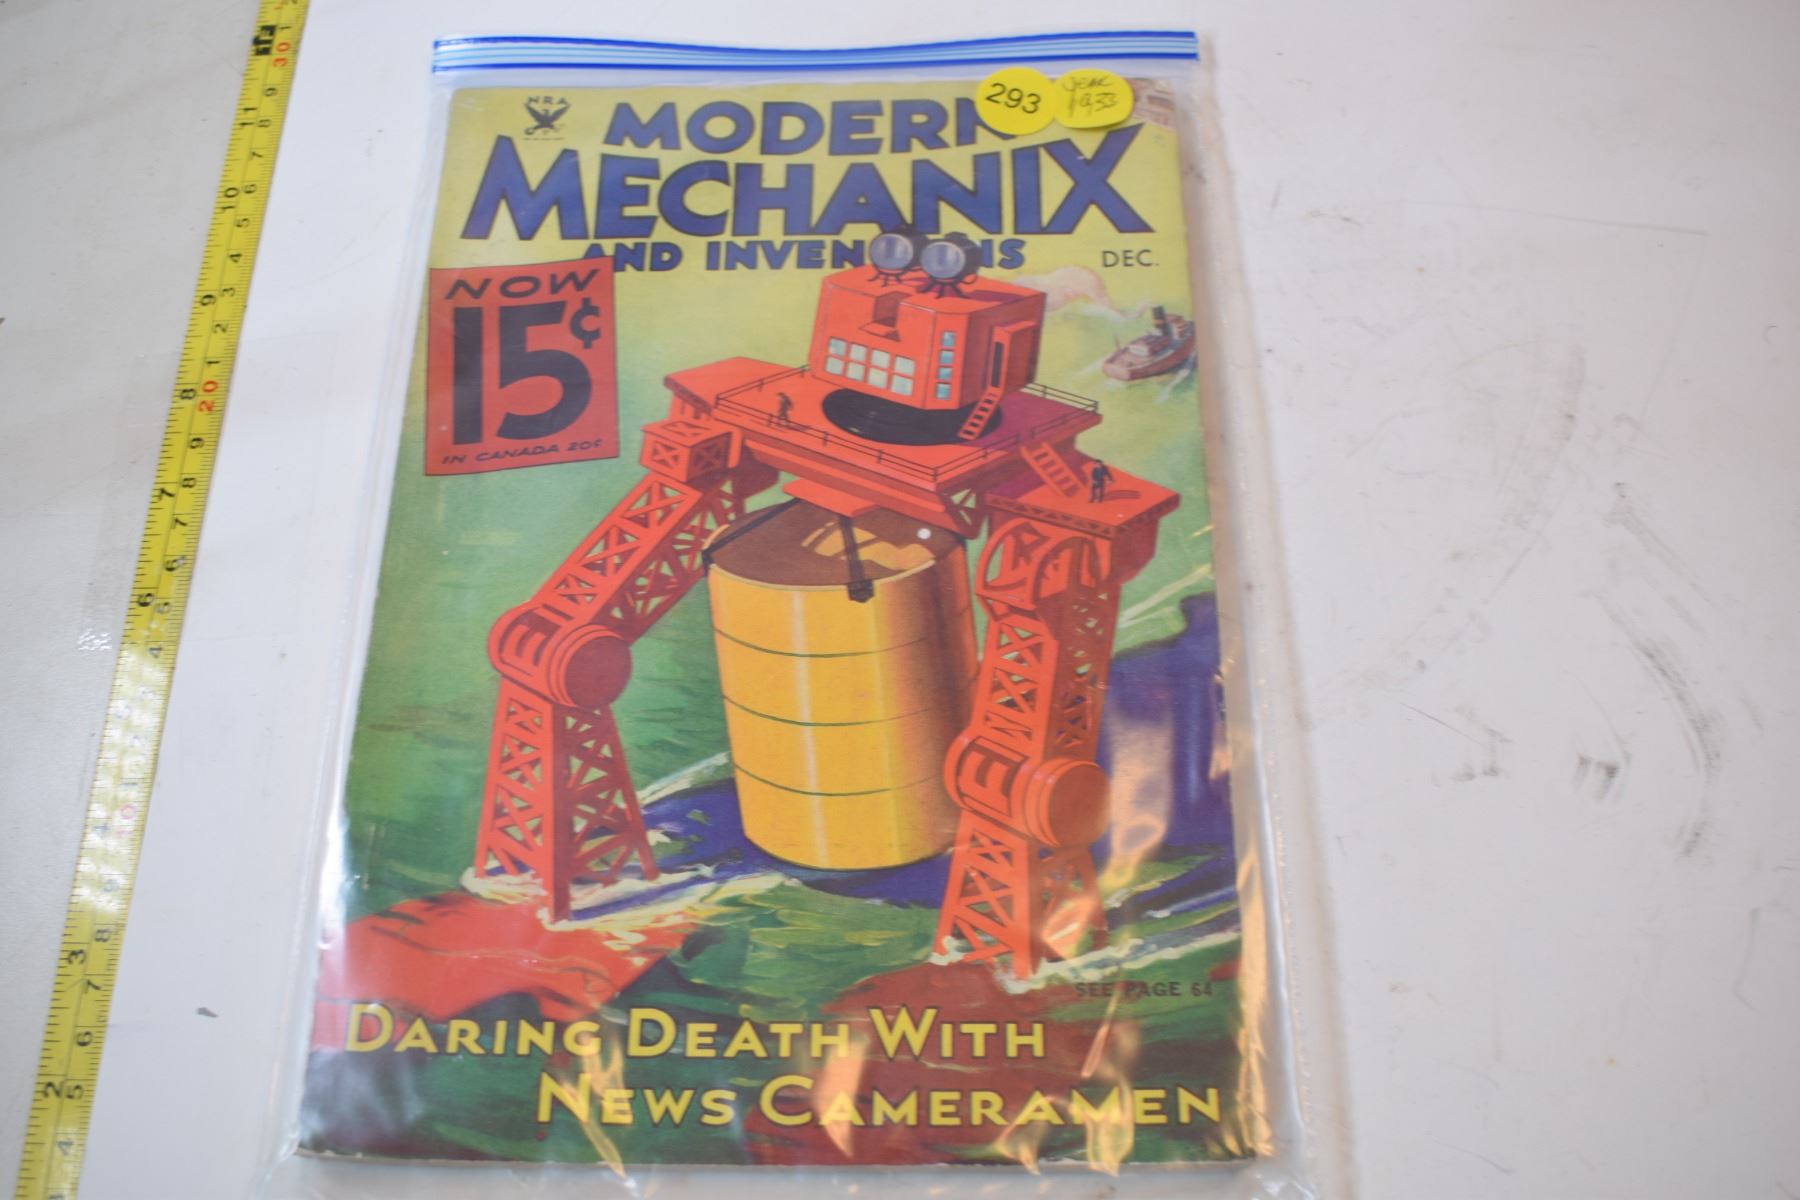 NRA
293
Year
1933
MODERN
MECHANIX
AND INVENTIONS
DEC.
NOW
15¢
IN CANADA 20¢
SEE PAGE 64
DARING DEATH WITH
NEWS CAMERAMEN